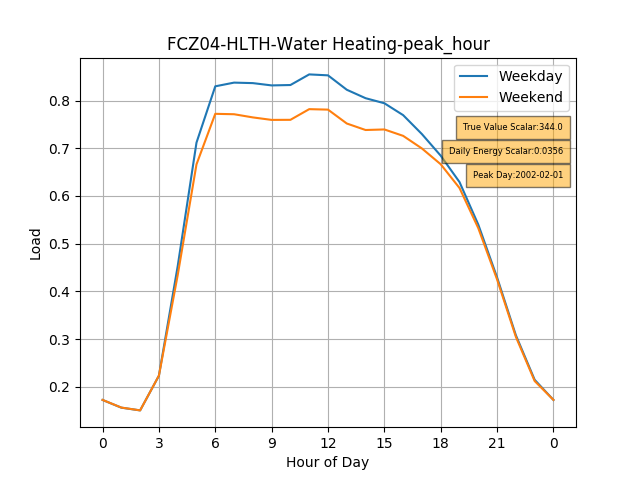 FCZ04-HLTH-Water Heating-peak_hour
Weekday
Weekend
True Value Scalar:344.0
Daily Energy Scalar:0.0356
Peak Day:2002-02-01
Load
0.8
0.7
0.6
0.5
0.4
0.3
0.2
0 3 6 9 12 15 18 21 0
Hour of Day